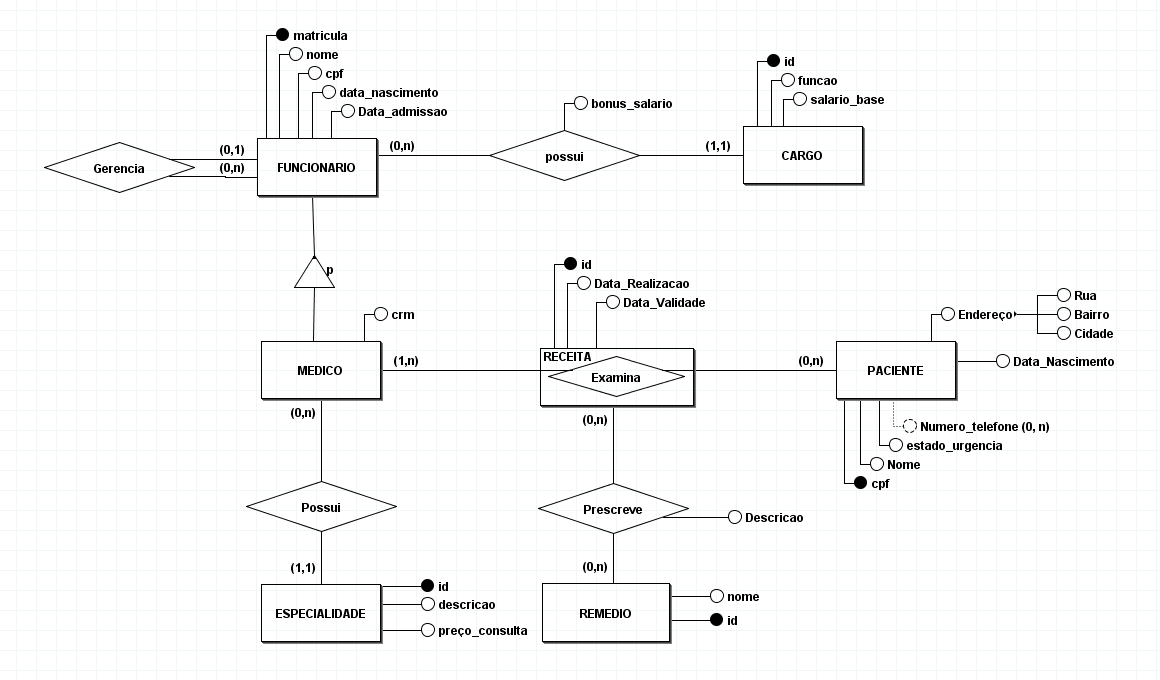 matricula
nome
cpf
data_nascimento
Data_admissao
(0,1)
(0,n)
Gerencia
FUNCIONARIO
(0,n)
bonus_salario
possui
(1,1)
id
funcao
salario_base
CARGO
p
crm
MEDICO
(1,n)
id
Data_Realizacao
Data_Validade
RECEITA
Examina
(0,n)
PACIENTE
Endereço
Rua
Bairro
Cidade
Data_Nascimento
Numero_telefone (0, n)
estado_urgencia
Nome
cpf
(0,n)
Possui
(1,1)
ESPECIALIDADE
id
descricao
preço_consulta
(0,n)
Prescreve
Descricao
(0,n)
REMEDIO
nome
id